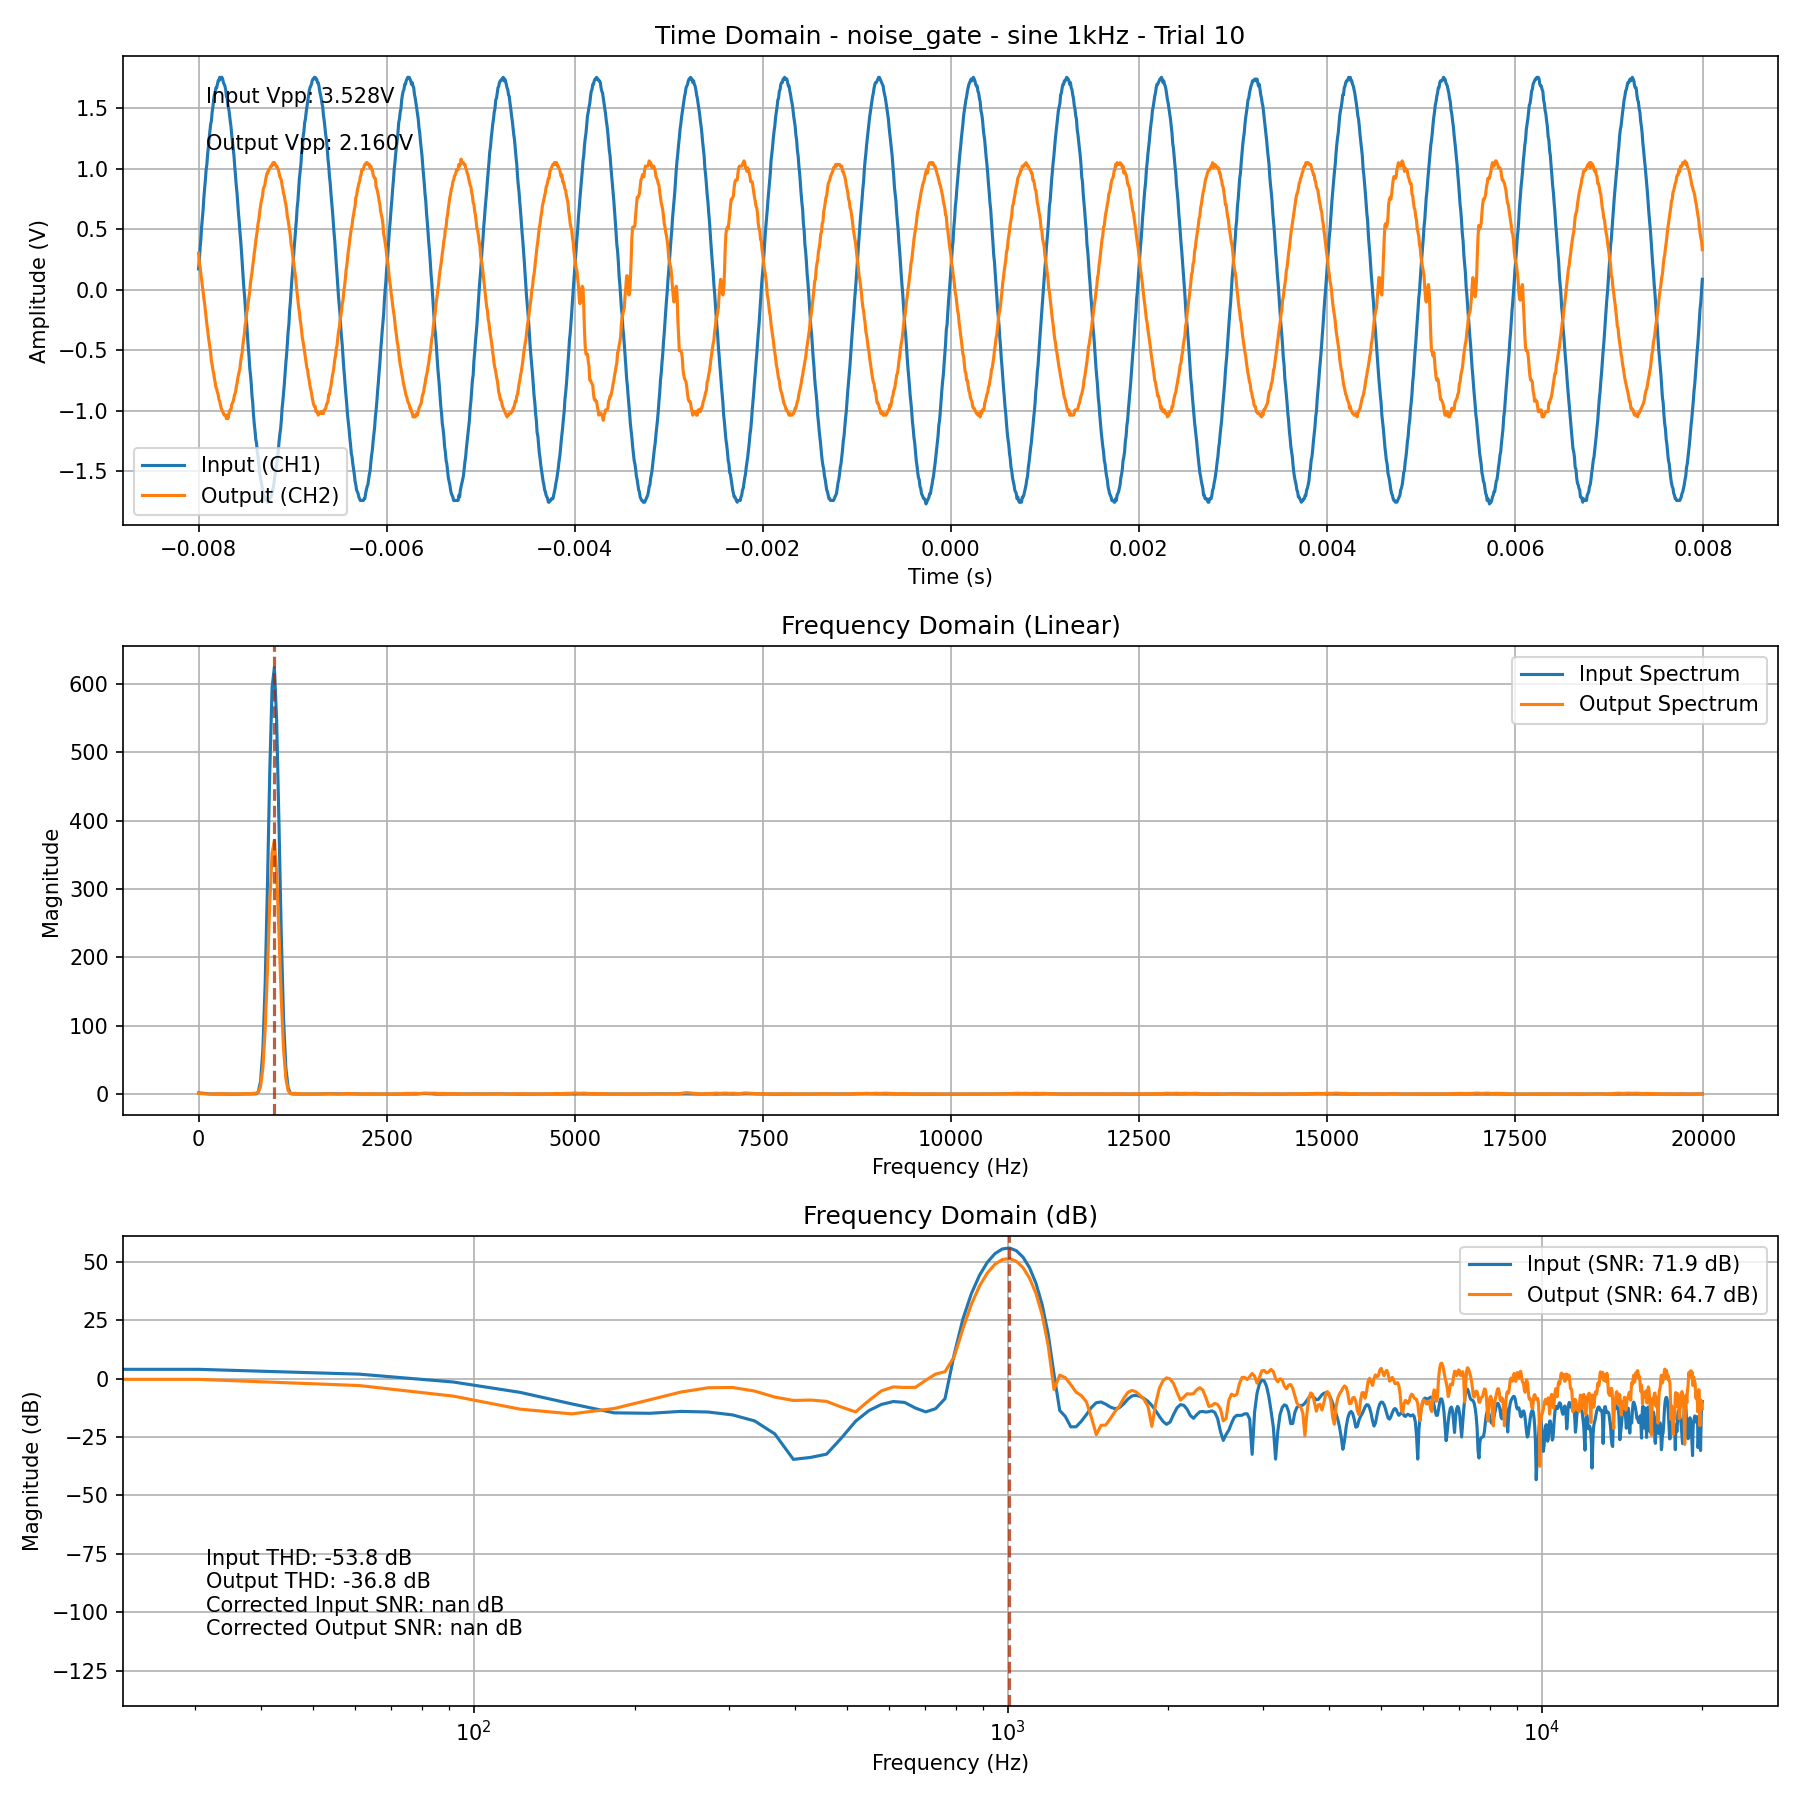 Time Domain - noise_gate - sine 1kHz - Trial 10
Input Vpp: 3.528V
Output Vpp: 2.160V
1.5
1.0
0.5
0.0
−0.5
−1.0
−1.5
Amplitude (V)
Input (CH1)
Output (CH2)
−0.008 −0.006 −0.004 −0.002 0.000 0.002 0.004 0.006 0.008
Time (s)
Frequency Domain (Linear)
Input Spectrum
Output Spectrum
600
500
400
300
200
100
0
Magnitude
0 2500 5000 7500 10000 12500 15000 17500 20000
Frequency (Hz)
Frequency Domain (dB)
Input (SNR: 71.9 dB)
Output (SNR: 64.7 dB)
50
25
0
−25
−50
−75
−100
−125
Magnitude (dB)
Input THD: -53.8 dB
Output THD: -36.8 dB
Corrected Input SNR: nan dB
Corrected Output SNR: nan dB
10² 10³ 10⁴
Frequency (Hz)